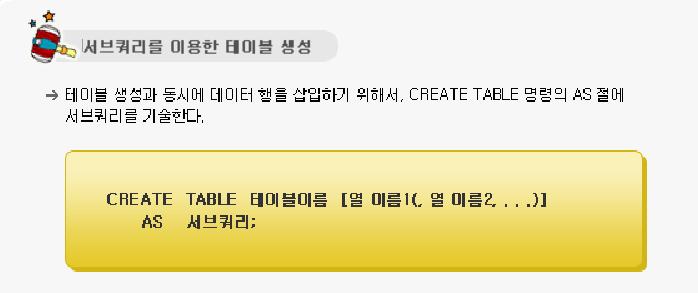 서브쿼리를 이용한 테이블 생성
→ 테이블 생성과 동시에 데이터 행를 삽입하기 위해서, CREATE TABLE 명령의 AS 절에
서브쿼리를 기술한다.
CREATE TABLE 테이블이름 [열 이름1(, 열 이름2, . . .)]
AS 서브쿼리;